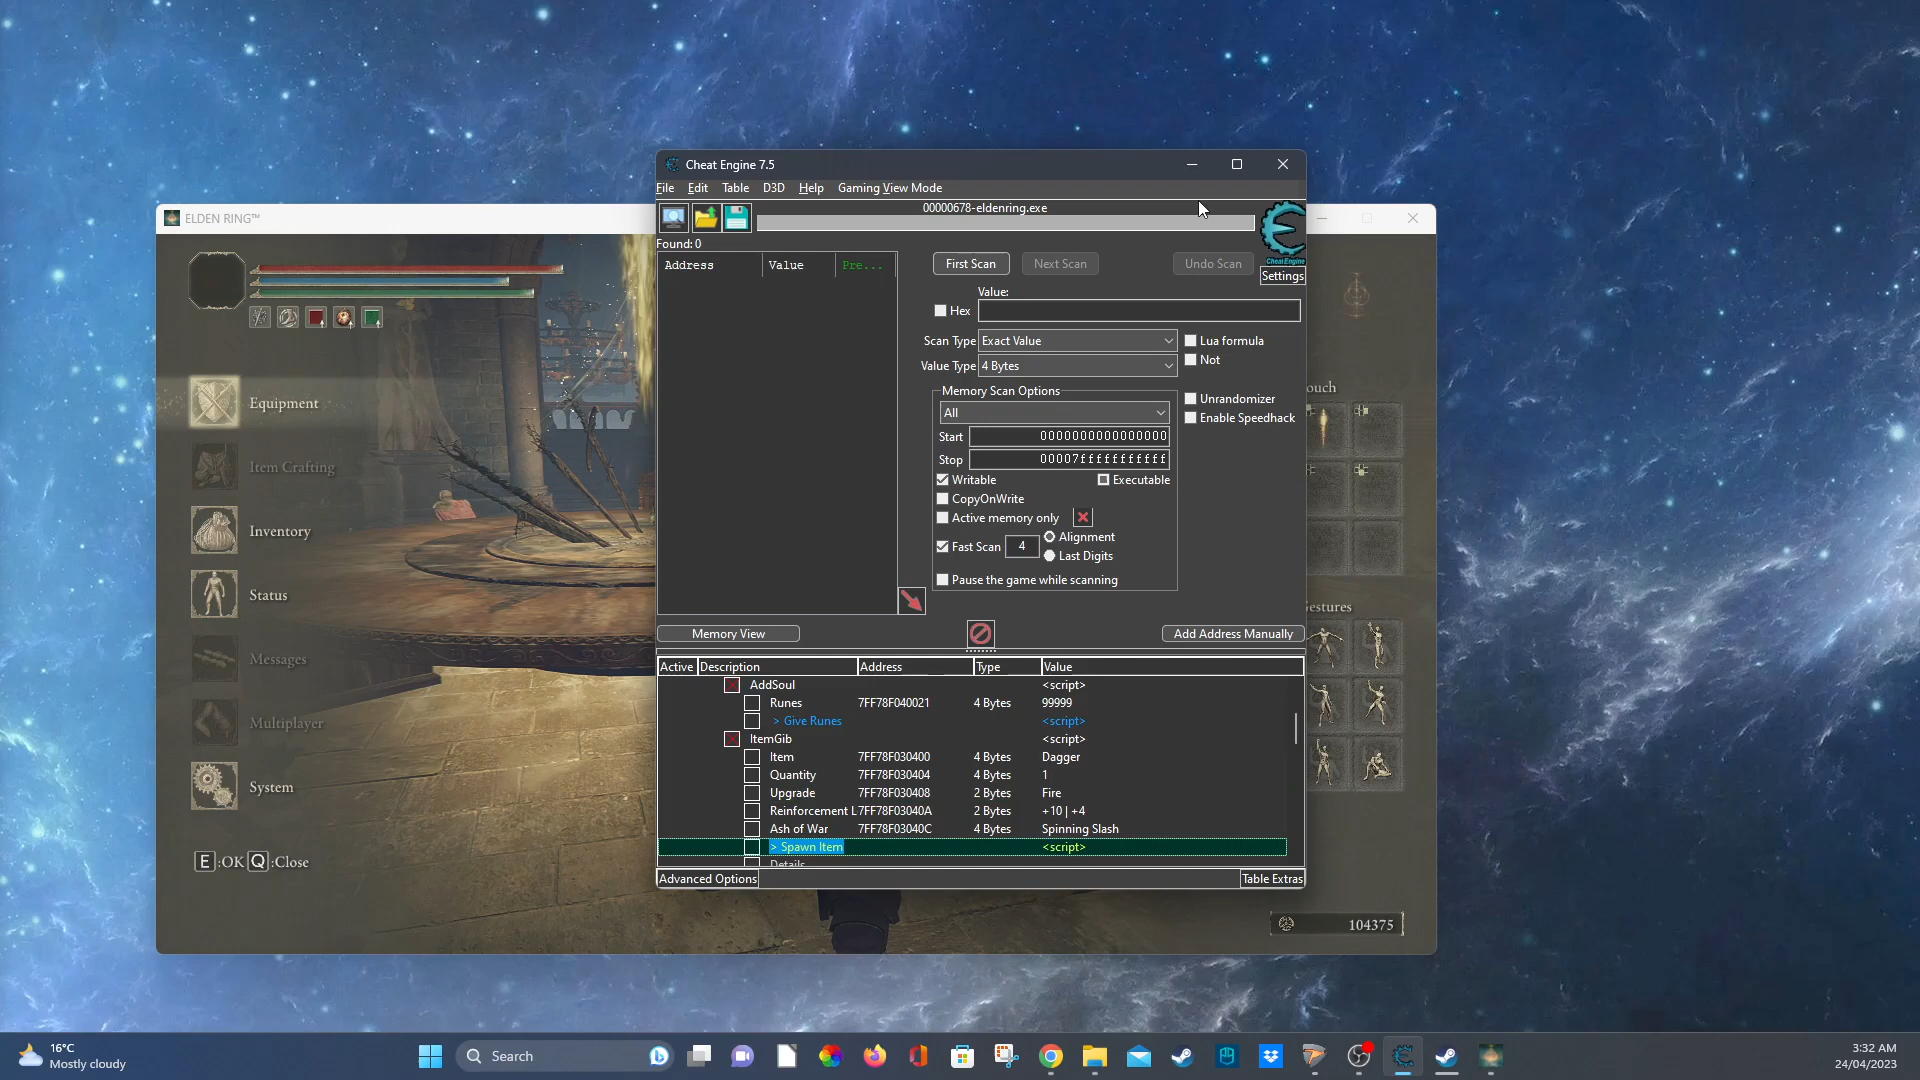 Cheat Engine 7.5
File Edit Table D3D Help Gaming View Mode
00000678-eldenring.exe
ELDEN RING™
Found: 0
Address Value Pre...
First Scan Next Scan Undo Scan
Cheat Engine
Settings
Value:
Hex
Scan Type Exact Value Lua formula
Not
Value Type 4 Bytes
Memory Scan Options
All
Unrandomizer
Enable Speedhack
Start 0000000000000000
Stop 00007fffffffffff
Writable Executable
CopyOnWrite
Active memory only
Fast Scan 4 Alignment
Last Digits
Pause the game while scanning
Memory View Add Address Manually
Active Description Address Type Value
AddSoul <script>
Runes 7FF78F040021 4 Bytes 99999
> Give Runes <script>
ItemGib <script>
Item 7FF78F030400 4 Bytes Dagger
Quantity 7FF78F030404 4 Bytes 1
Upgrade 7FF78F030408 2 Bytes Fire
Reinforcement L 7FF78F03040A 2 Bytes +10 | +4
Ash of War 7FF78F03040C 4 Bytes Spinning Slash
> Spawn Item <script>
Details
Advanced Options Table Extras
Equipment
Item Crafting
Inventory
Status
Messages
Multiplayer
System
E :OK Q :Close
ouch
estures
104375
16°C
Mostly cloudy
Search
3:32 AM
24/04/2023